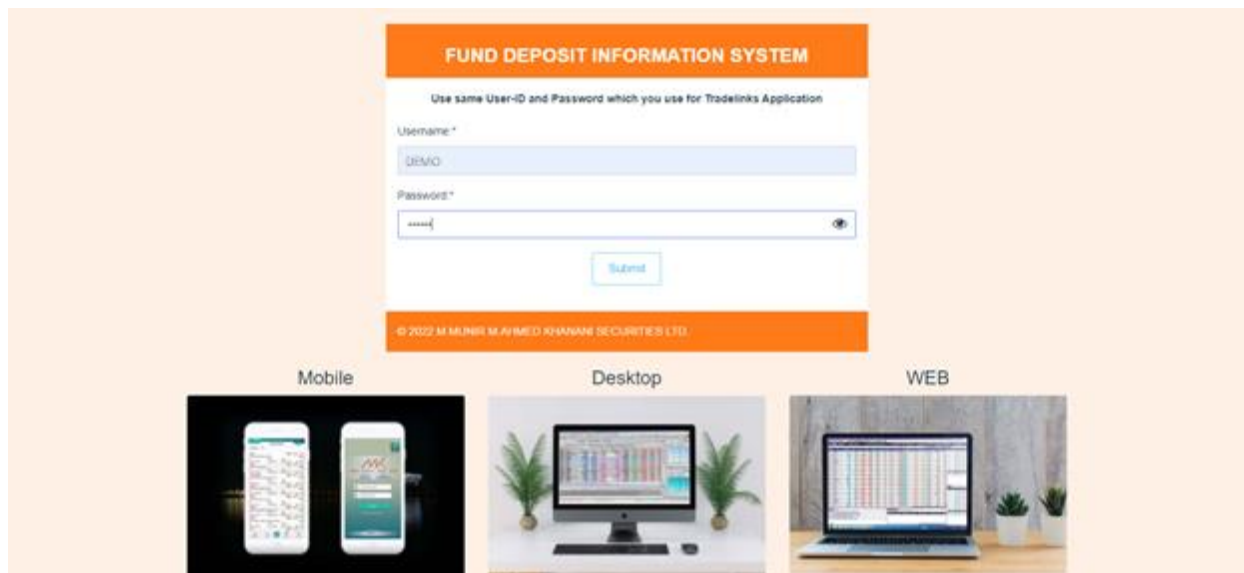 FUND DEPOSIT INFORMATION SYSTEM
Use same User-ID and Password which you use for Tradelinks Application
Username:*
DEMO
Password:*
Submit
© 2022 M MUNIR M.AHMED KHANANI SECURITIES LTD.
Mobile
Desktop
WEB